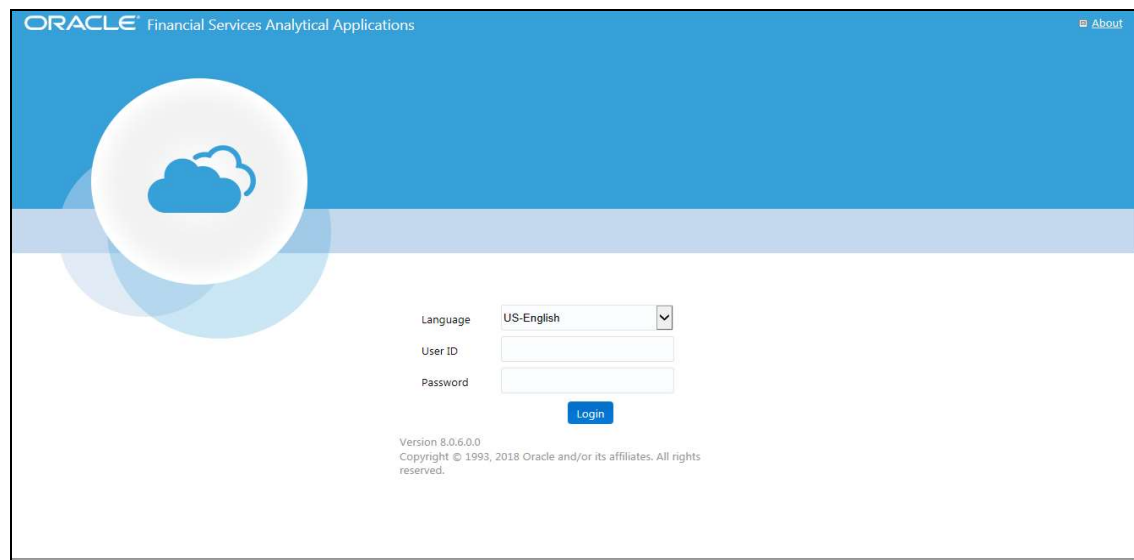 ORACLE® Financial Services Analytical Applications
About
Language US-English
User ID
Password
Login
Version 8.0.6.0.0
Copyright © 1993, 2018 Oracle and/or its affiliates. All rights
reserved.